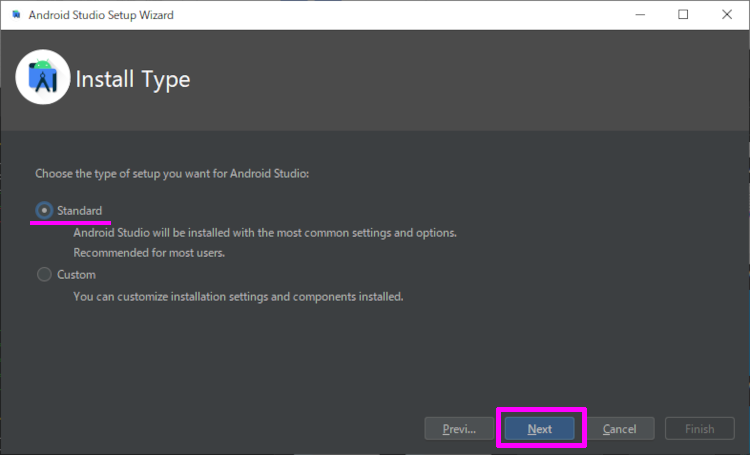 Android Studio Setup Wizard
Install Type
Choose the type of setup you want for Android Studio:
Standard
Android Studio will be installed with the most common settings and options.
Recommended for most users.
Custom
You can customize installation settings and components installed.
Previ...
Next
Cancel
Finish